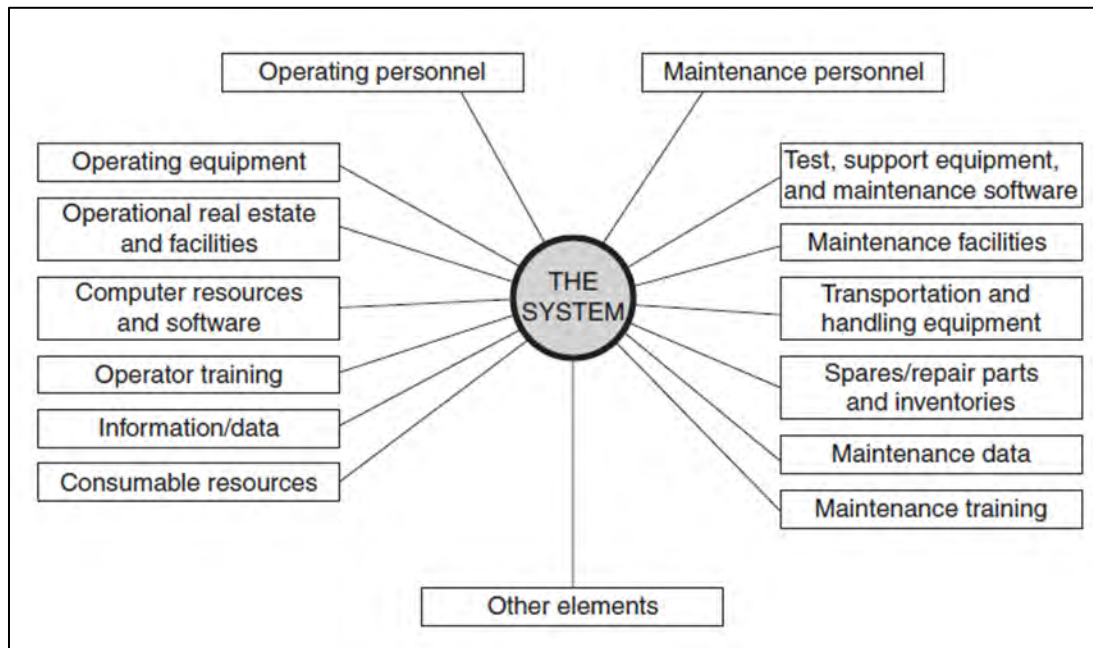 Operating personnel
Maintenance personnel
Operating equipment
Operational real estate
and facilities
Computer resources
and software
Operator training
Information/data
Consumable resources
THE
SYSTEM
Test, support equipment,
and maintenance software
Maintenance facilities
Transportation and
handling equipment
Spares/repair parts
and inventories
Maintenance data
Maintenance training
Other elements